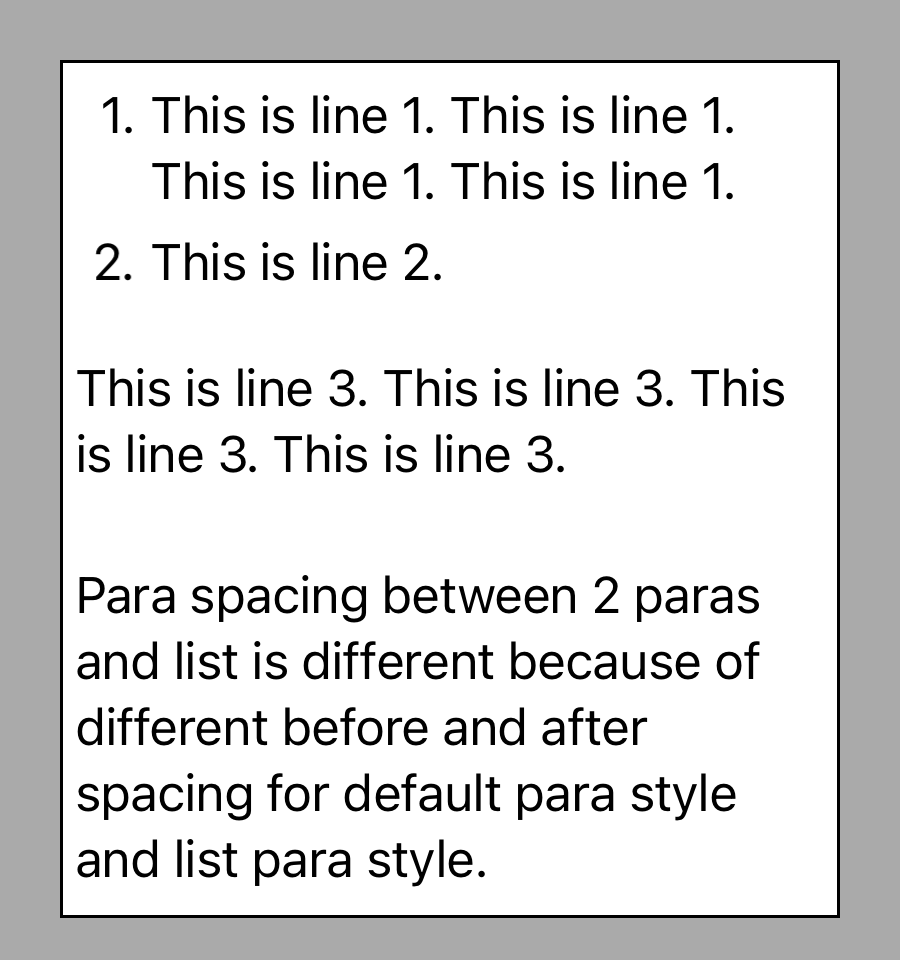 1. This is line 1. This is line 1.
This is line 1. This is line 1.
2. This is line 2.
This is line 3. This is line 3. This
is line 3. This is line 3.
Para spacing between 2 paras
and list is different because of
different before and after
spacing for default para style
and list para style.